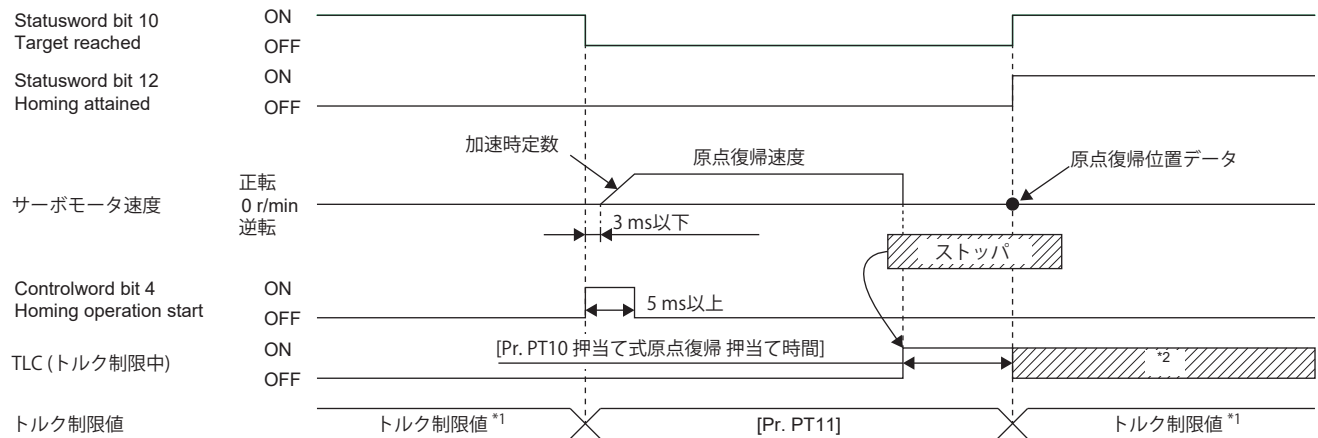 Statusword bit 10
Target reached
ON
OFF
Statusword bit 12
Homing attained
ON
OFF
加速時定数
原点復帰速度
原点復帰位置データ
サーボモータ速度
正転
0 r/min
逆転
3 ms以下
ストッパ
Controlword bit 4
Homing operation start
ON
OFF
5 ms以上
TLC (トルク制限中)
ON
OFF
[Pr. PT10 押当て式原点復帰 押当て時間]
*2
トルク制限値
トルク制限値 *1
[Pr. PT11]
トルク制限値 *1